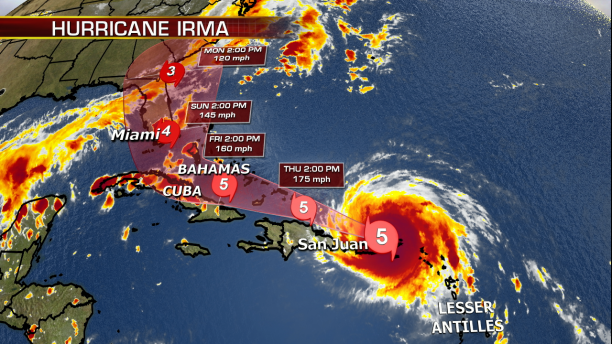 HURRICANE IRMA
MON 2:00 PM
120 mph
3
SUN 2:00 PM
145 mph
Miami
4
FRI 2:00 PM
160 mph
BAHAMAS
THU 2:00 PM
175 mph
CUBA
5
5
San Juan
5
LESSER
ANTILLES